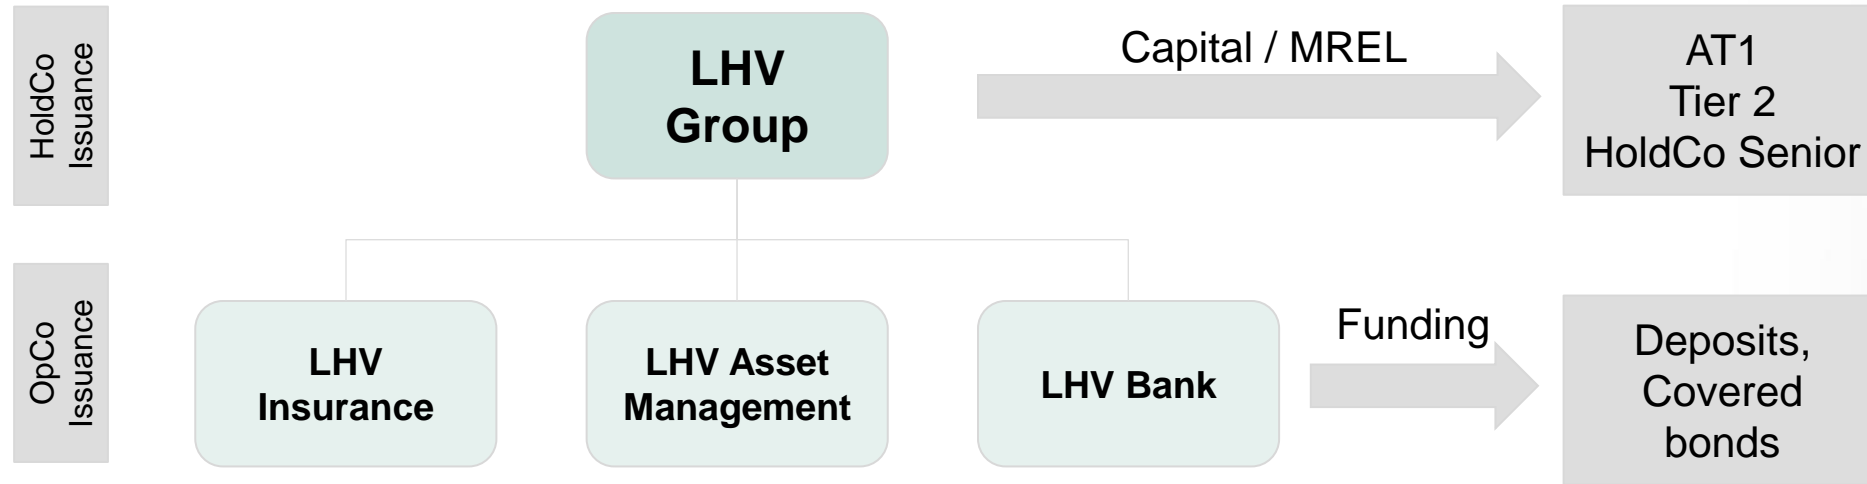 HoldCo
Issuance
LHV
Group
Capital / MREL
AT1
Tier 2
HoldCo Senior
OpCo
Issuance
LHV
Insurance
LHV Asset
Management
LHV Bank
Funding
Deposits,
Covered
bonds